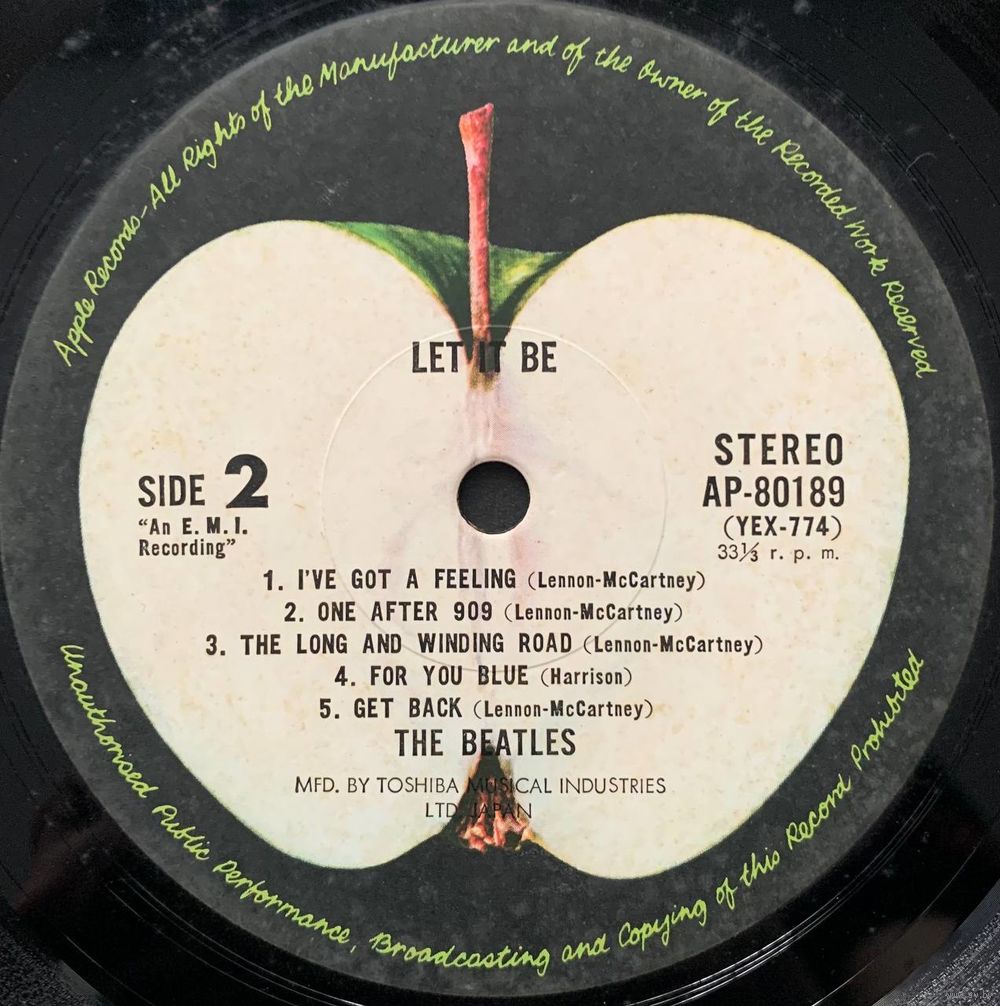 Apple Records-All Rights of the Manufacturer and of the Owner of the Recorded Work Reserved
LET IT BE
STEREO
AP-80189
(YEX-774)
33⅓ r. p. m.
SIDE 2
“An E. M. I.
Recording”
1. I'VE GOT A FEELING (Lennon-McCartney)
2. ONE AFTER 909 (Lennon-McCartney)
3. THE LONG AND WINDING ROAD (Lennon-McCartney)
4. FOR YOU BLUE (Harrison)
5. GET BACK (Lennon-McCartney)
THE BEATLES
MFD. BY TOSHIBA MUSICAL INDUSTRIES
LTD. JAPAN
Unauthorised Public Performance, Broadcasting and Copying of this Record Prohibited